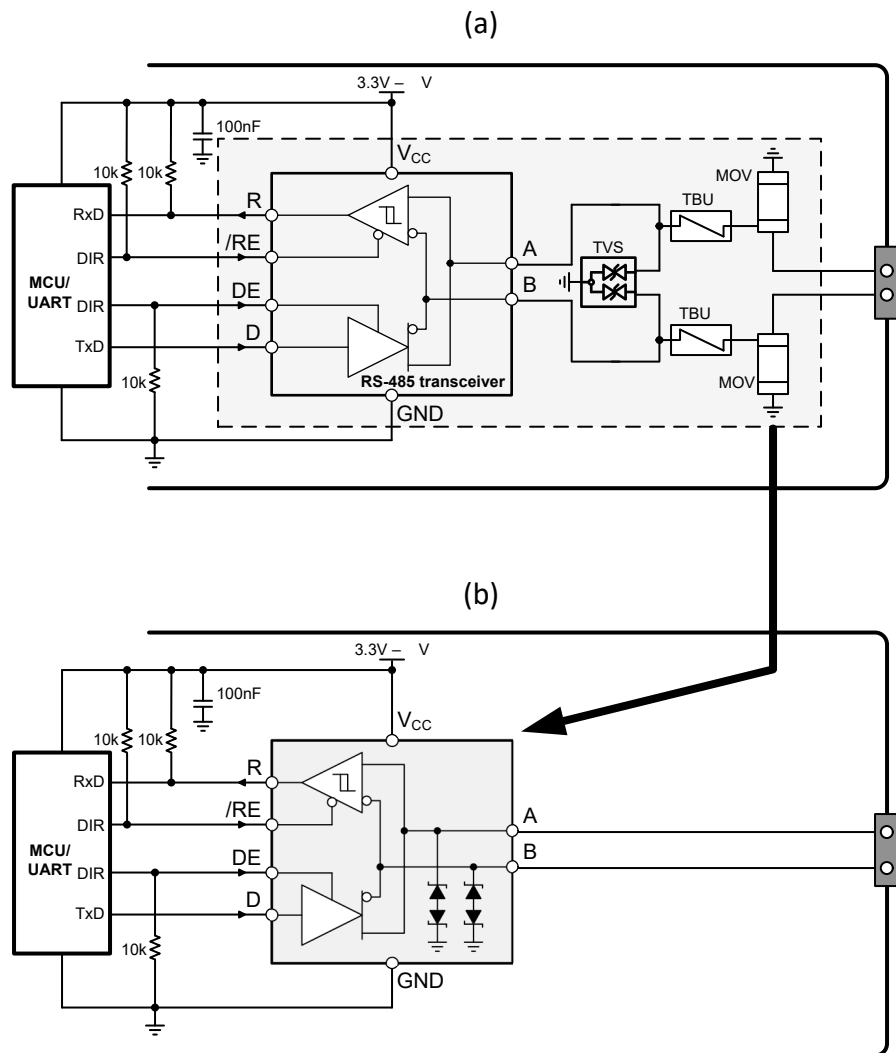 (a)
3.3V – V
100nF
10k 10k
VCC
R
RxD
/RE
DIR
MCU/
UART
DE
DIR
D
TxD
10k
RS-485 transceiver
GND
A
B
TVS
TBU
MOV
TBU
MOV
(b)
3.3V – V
100nF
10k 10k
VCC
R
RxD
/RE
DIR
MCU/
UART
DE
DIR
D
TxD
10k
GND
A
B